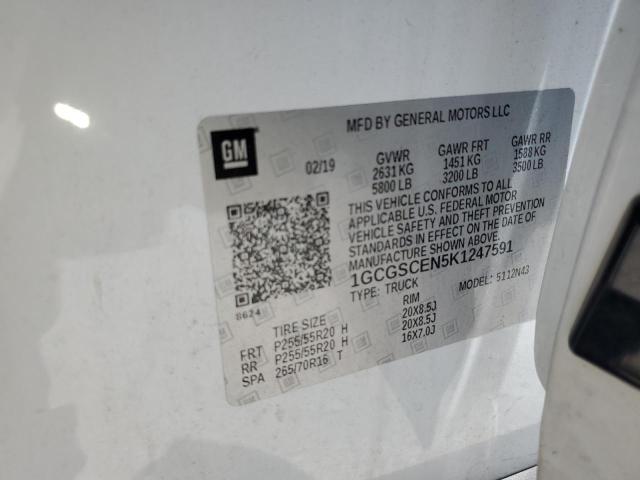 MFD BY GENERAL MOTORS LLC
GM
02/19
GVWR GAWR FRT GAWR RR
2631 KG 1451 KG 1588 KG
5800 LB 3200 LB 3500 LB
THIS VEHICLE CONFORMS TO ALL
APPLICABLE U.S. FEDERAL MOTOR
VEHICLE SAFETY AND THEFT PREVENTION
STANDARDS IN EFFECT ON THE DATE OF
MANUFACTURE SHOWN ABOVE.
1GCGSCEN5K1247591
TYPE: TRUCK MODEL: 5112N43
8624
TIRE SIZE RIM
FRT P255/55R20 H 20X8.5J
RR P255/55R20 H 20X8.5J
SPA 265/70R16 T 16X7.0J